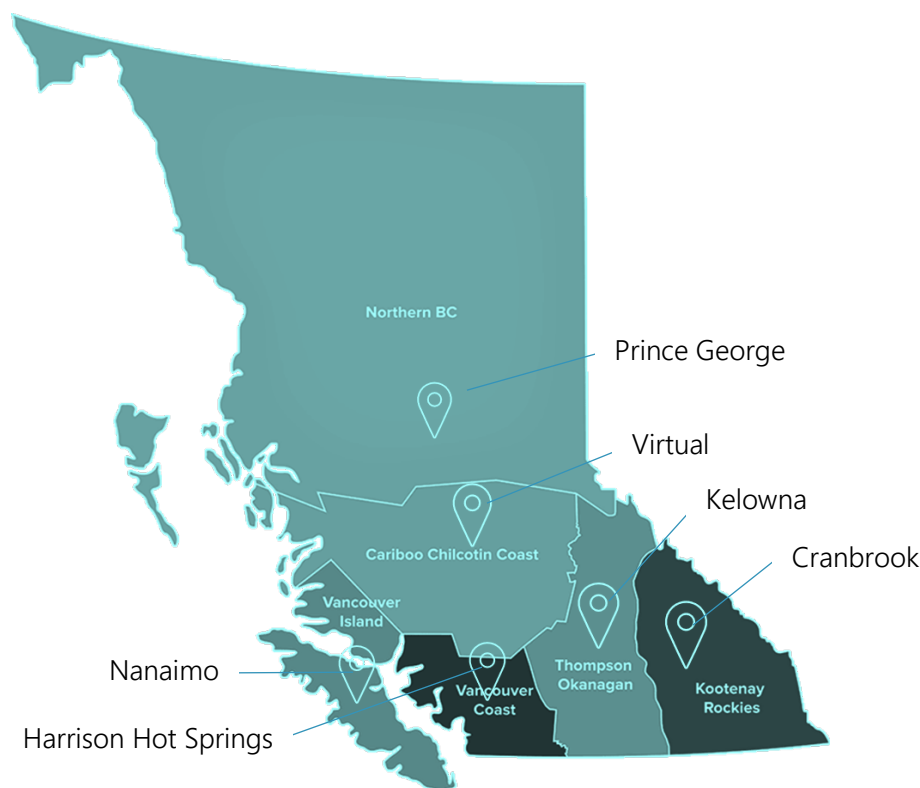 Northern BC
Prince George
Virtual
Kelowna
Cariboo Chilcotin Coast
Cranbrook
Vancouver
Island
Nanaimo
Thompson
Okanagan
Vancouver
Coast
Kootenay
Rockies
Harrison Hot Springs